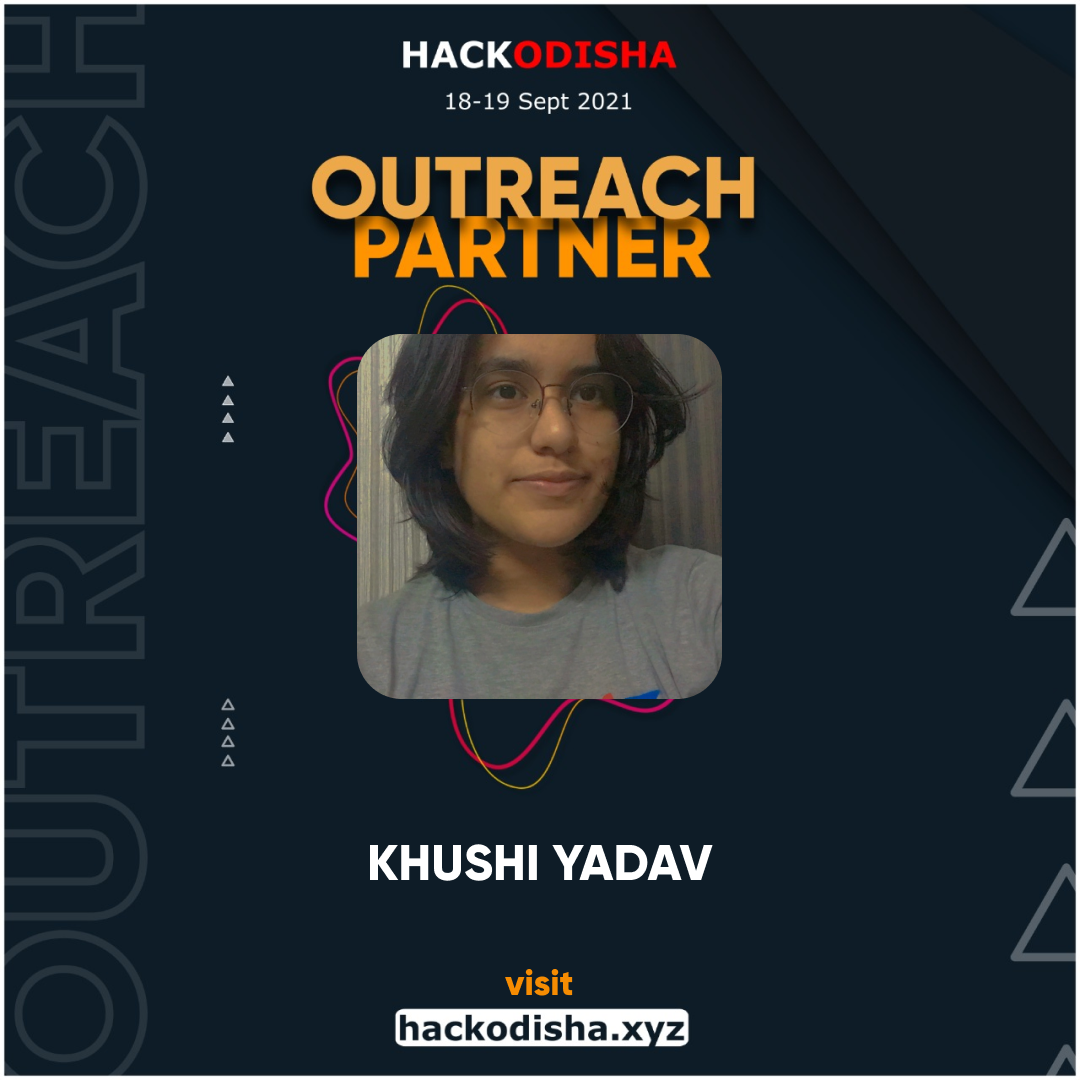 HACKODISHA
18-19 Sept 2021
OUTREACH
PARTNER
KHUSHI YADAV
visit
hackodisha.xyz
OUTREACH